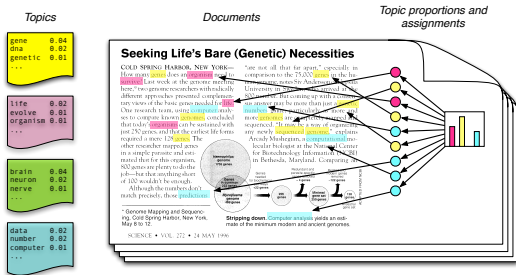 Topics
Documents
Topic proportions and
assignments
gene 0.04
dna 0.02
genetic 0.01
...
life 0.02
evolve 0.01
organism 0.01
...
brain 0.04
neuron 0.02
nerve 0.01
...
data 0.02
number 0.02
computer 0.01
...
Seeking Life's Bare (Genetic) Necessities
COLD SPRING HARBOR, NEW YORK—
How many genes does an organism need to
survive? Last week at the genome meeting
here,* two genome researchers with radically
different approaches presented complemen-
tary views of the basic genes needed for life.
One research team, using computer analy-
ses to compare known genomes, concluded
that today's organisms can be sustained with
just 250 genes, and that the earliest life forms
required a mere 128 genes. The
other researcher mapped genes
in a simple parasite and esti-
mated that for this organism,
800 genes are plenty to do the
job—but that anything short
of 100 wouldn't be enough.
Although the numbers don't
match precisely, those predictions
* Genome Mapping and Sequenc-
ing, Cold Spring Harbor, New York,
May 8 to 12.
"are not all that far apart," especially in
comparison to the 75,000 genes in the hu-
man genome, notes Siv Andersson
University in Sweden, who arrived at the
800 number. But coming up with a
sus answer may be more than just a
numbers particularly more and
more genomes are mapped and
sequenced. "It may be a way of organizing
any newly sequenced genome," explains
Arcady Mushegian, a computational mo-
lecular biologist at the National Center
for Biotechnology Information (NCBI)
in Bethesda, Maryland. Comparing an
Stripping down. Computer analysis yields an esti-
mate of the minimum modern and ancient genomes.
SCIENCE • VOL. 272 • 24 MAY 1996